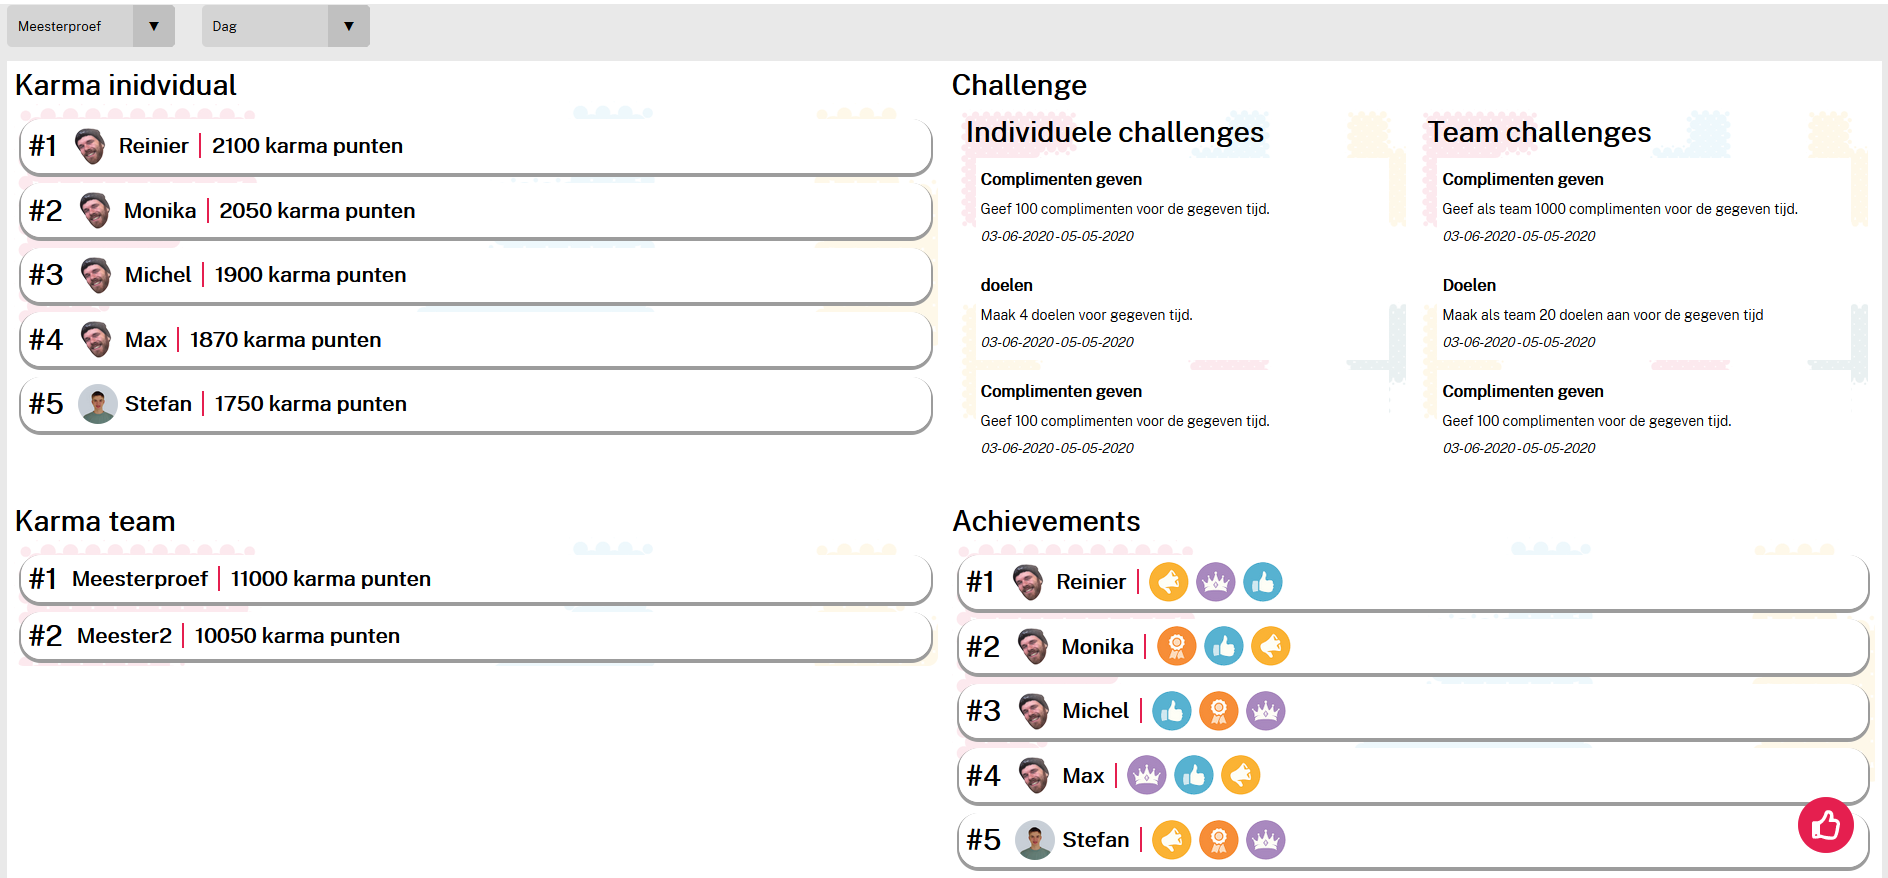 Meesterproef ▼ Dag ▼
Karma inidvidual
#1 Reinier | 2100 karma punten
#2 Monika | 2050 karma punten
#3 Michel | 1900 karma punten
#4 Max | 1870 karma punten
#5 Stefan | 1750 karma punten
Challenge
Individuele challenges
Complimenten geven
Geef 100 complimenten voor de gegeven tijd.
03-06-2020-05-05-2020
doelen
Maak 4 doelen voor gegeven tijd.
03-06-2020-05-05-2020
Complimenten geven
Geef 100 complimenten voor de gegeven tijd.
03-06-2020-05-05-2020
Team challenges
Complimenten geven
Geef als team 1000 complimenten voor de gegeven tijd.
03-06-2020-05-05-2020
Doelen
Maak als team 20 doelen aan voor de gegeven tijd
03-06-2020-05-05-2020
Complimenten geven
Geef 100 complimenten voor de gegeven tijd.
03-06-2020-05-05-2020
Karma team
#1 Meesterproef | 11000 karma punten
#2 Meester2 | 10050 karma punten
Achievements
#1 Reinier |
#2 Monika |
#3 Michel |
#4 Max |
#5 Stefan |